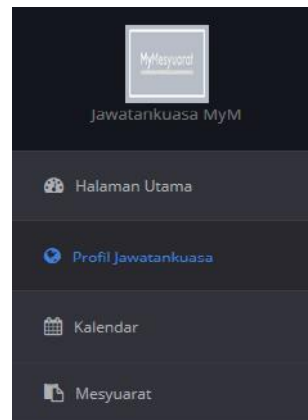 MyMesyuarat
Jawatankuasa MyM
Halaman Utama
Profil Jawatankuasa
Kalendar
Mesyuarat